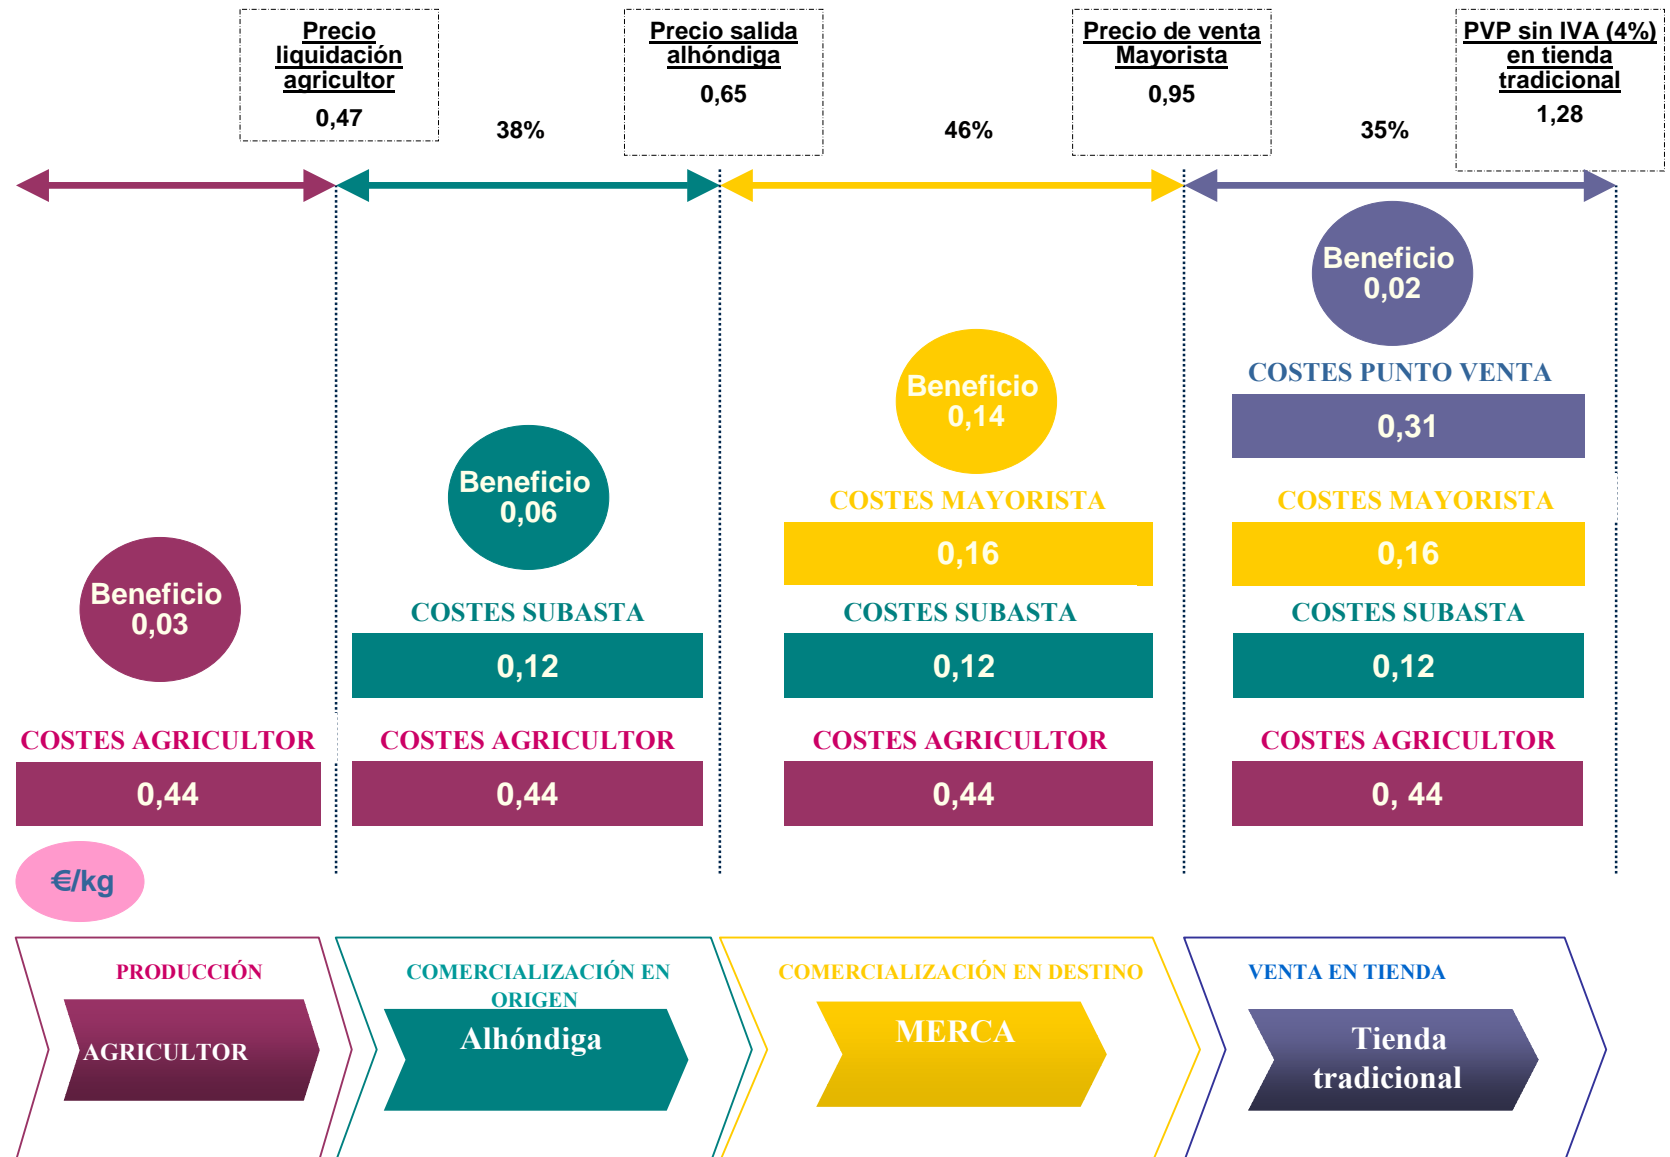 Precio
liquidación
agricultor
0,47
38%
Precio salida
alhóndiga
0,65
46%
Precio de venta
Mayorista
0,95
35%
PVP sin IVA (4%)
en tienda
tradicional
1,28
Beneficio
0,03
COSTES AGRICULTOR
0,44
Beneficio
0,06
COSTES SUBASTA
0,12
COSTES AGRICULTOR
0,44
Beneficio
0,14
COSTES MAYORISTA
0,16
COSTES SUBASTA
0,12
COSTES AGRICULTOR
0,44
Beneficio
0,02
COSTES PUNTO VENTA
0,31
COSTES MAYORISTA
0,16
COSTES SUBASTA
0,12
COSTES AGRICULTOR
0, 44
€/kg
PRODUCCIÓN
AGRICULTOR
COMERCIALIZACIÓN EN
ORIGEN
Alhóndiga
COMERCIALIZACIÓN EN DESTINO
MERCA
VENTA EN TIENDA
Tienda
tradicional